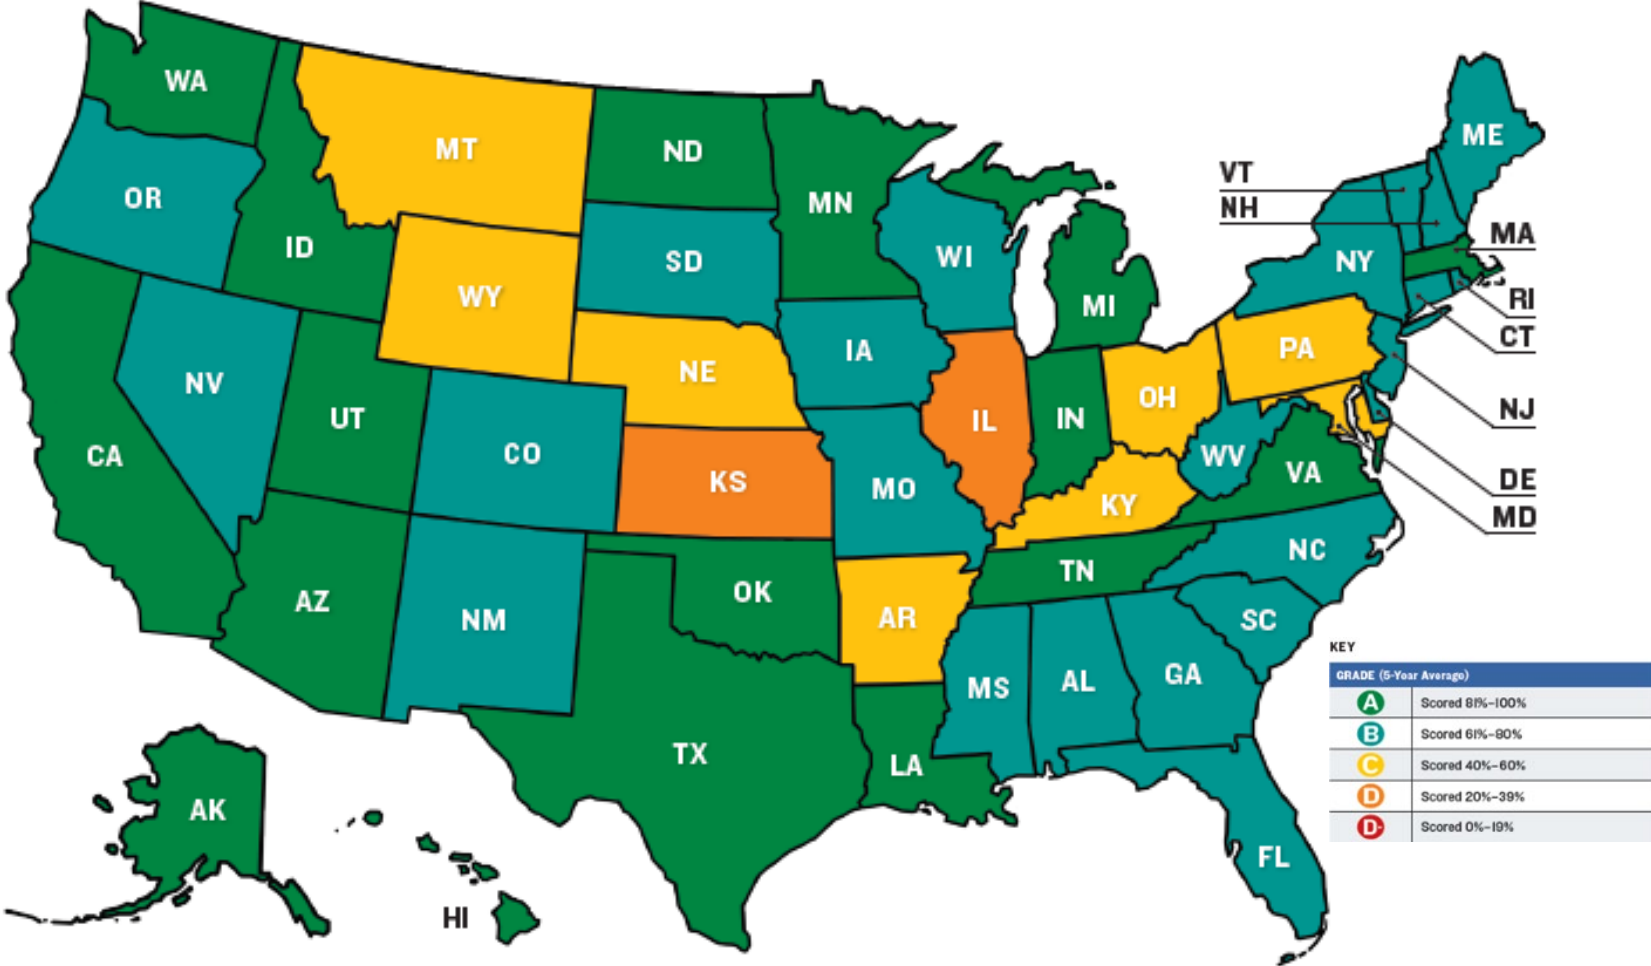 WA
MT
ND
ME
VT
MN
OR
NH
MA
ID
SD
WI
NY
WY
RI
MI
CT
IA
PA
NE
NV
OH
NJ
UT
IL
IN
CO
CA
WV
VA
KS
DE
MO
KY
MD
NC
TN
OK
AZ
AR
NM
SC
KEY
GRADE (5-Year Average)
A Scored 81%–100%
B Scored 61%–80%
C Scored 40%–60%
D Scored 20%–39%
D- Scored 0%–19%
GA
AL
MS
TX
LA
AK
FL
HI